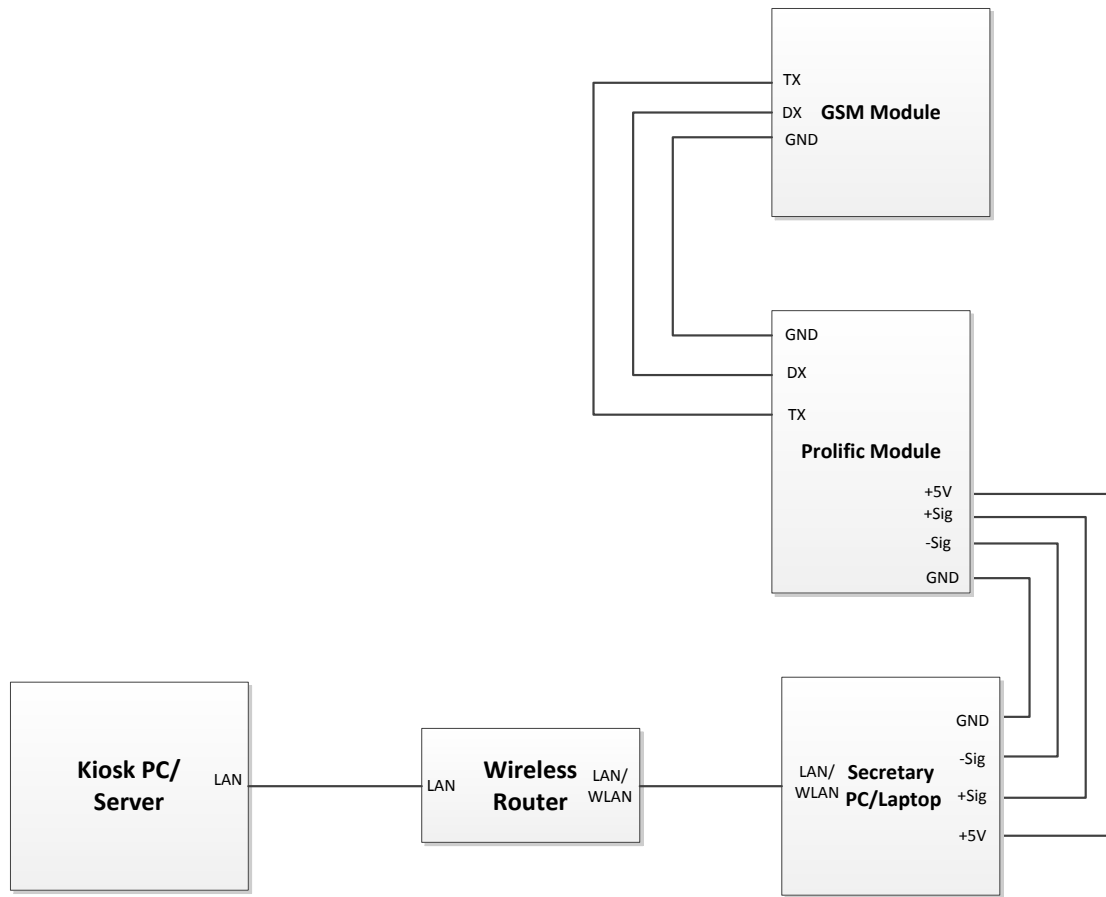 TX
DX
GND
GSM Module
GND
DX
TX
Prolific Module
+5V
+Sig
-Sig
GND
Kiosk PC/
Server
LAN
LAN
Wireless
Router
LAN/
WLAN
LAN/
WLAN
Secretary
PC/Laptop
GND
-Sig
+Sig
+5V